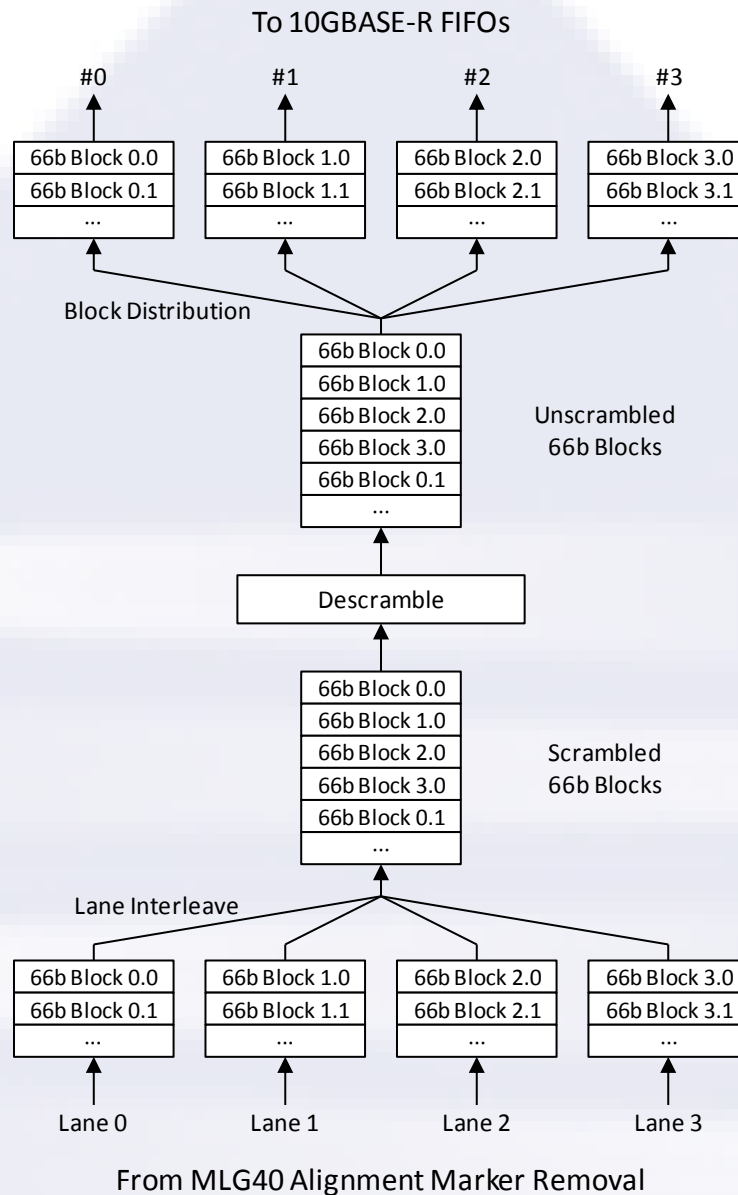 To 10GBASE-R FIFOs
#0 #1 #2 #3
66b Block 0.0 66b Block 1.0 66b Block 2.0 66b Block 3.0
66b Block 0.1 66b Block 1.1 66b Block 2.1 66b Block 3.1
... ... ... ...
Block Distribution
66b Block 0.0
66b Block 1.0
66b Block 2.0
66b Block 3.0
66b Block 0.1
...
Unscrambled
66b Blocks
Descramble
66b Block 0.0
66b Block 1.0
66b Block 2.0
66b Block 3.0
66b Block 0.1
...
Scrambled
66b Blocks
Lane Interleave
66b Block 0.0 66b Block 1.0 66b Block 2.0 66b Block 3.0
66b Block 0.1 66b Block 1.1 66b Block 2.1 66b Block 3.1
... ... ... ...
Lane 0 Lane 1 Lane 2 Lane 3
From MLG40 Alignment Marker Removal